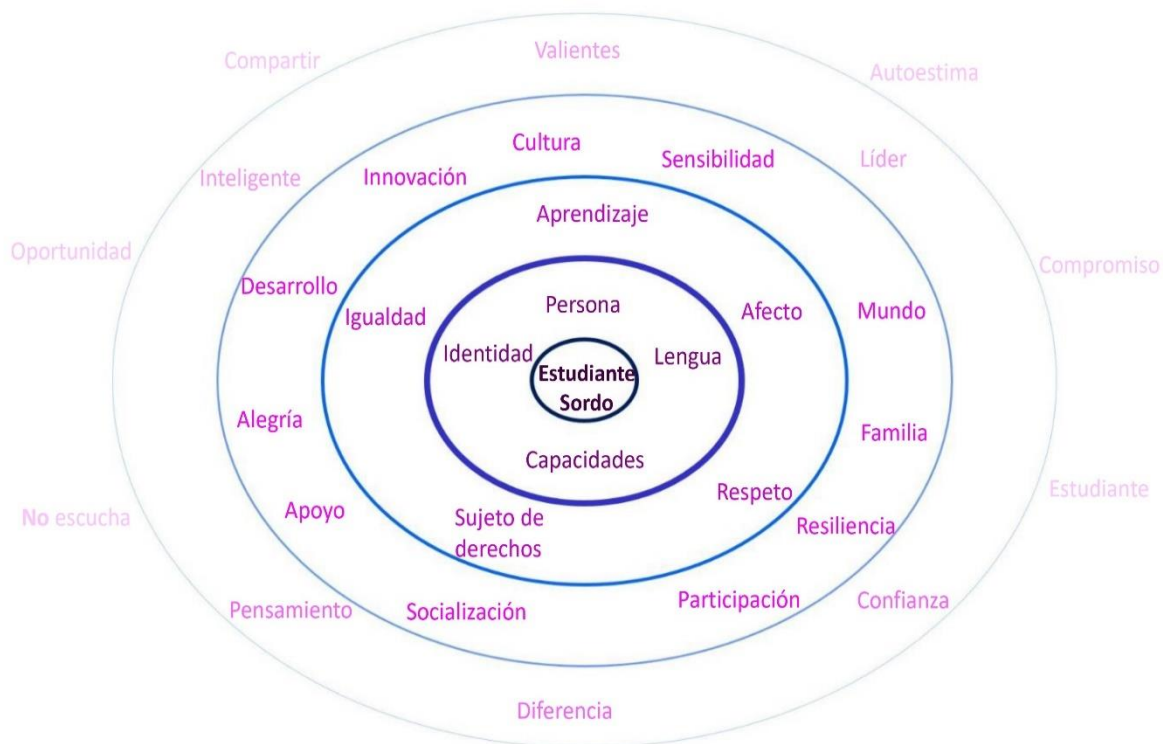 Valientes
Compartir
Autoestima
Cultura
Sensibilidad
Líder
Inteligente
Innovación
Aprendizaje
Oportunidad
Compromiso
Desarrollo
Persona
Afecto
Mundo
Igualdad
Identidad
Lengua
Estudiante
Sordo
Alegría
Familia
Capacidades
Respeto
Estudiante
Apoyo
No escucha
Sujeto de
derechos
Resiliencia
Pensamiento
Socialización
Participación
Confianza
Diferencia